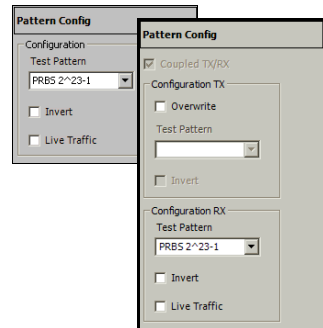 Pattern Config
Configuration
Test Pattern
PRBS 2^23-1
Invert
Live Traffic
Pattern Config
Coupled TX/RX
Configuration TX
Overwrite
Test Pattern
Invert
Configuration RX
Test Pattern
PRBS 2^23-1
Invert
Live Traffic